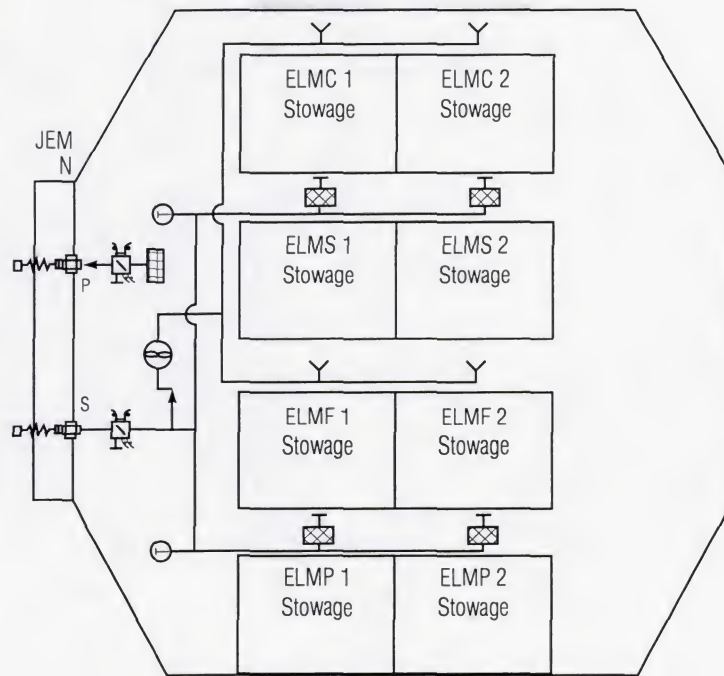 ELMC 1
Stowage
ELMC 2
Stowage
JEM
N
ELMS 1
Stowage
ELMS 2
Stowage
P
S
ELMF 1
Stowage
ELMF 2
Stowage
ELMP 1
Stowage
ELMP 2
Stowage